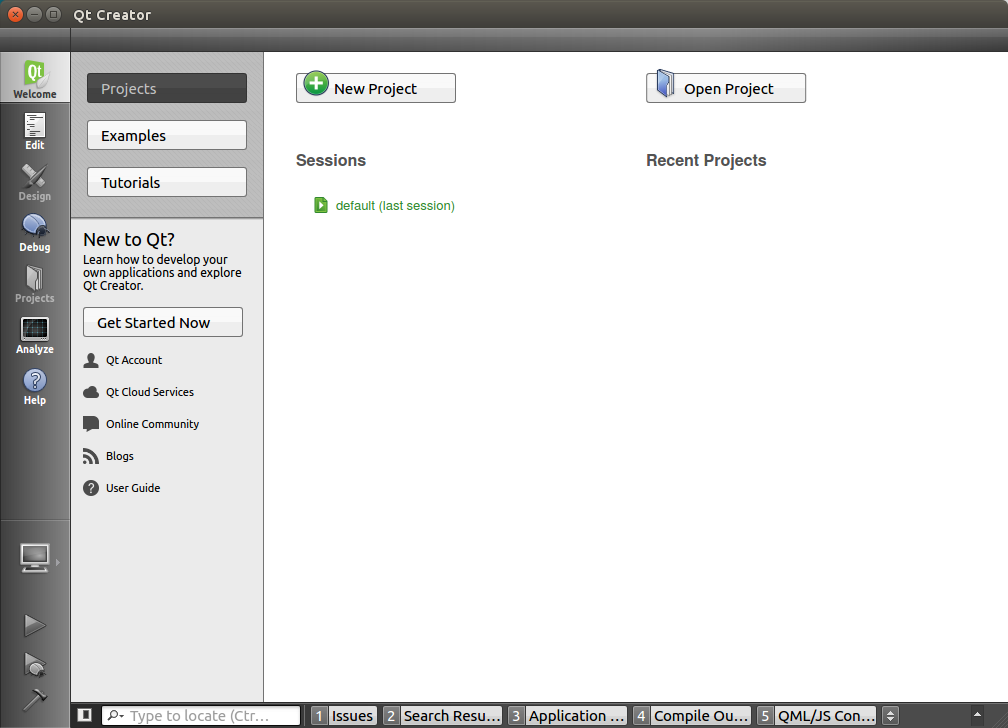 Qt Creator
Qt
Welcome
Edit
Design
Debug
Projects
Analyze
Help
Projects
Examples
Tutorials
New to Qt?
Learn how to develop your
own applications and explore
Qt Creator.
Get Started Now
Qt Account
Qt Cloud Services
Online Community
Blogs
User Guide
New Project
Open Project
Sessions
Recent Projects
default (last session)
Type to locate (Ctr... 1 Issues 2 Search Resu... 3 Application ... 4 Compile Ou... 5 QML/JS Con...